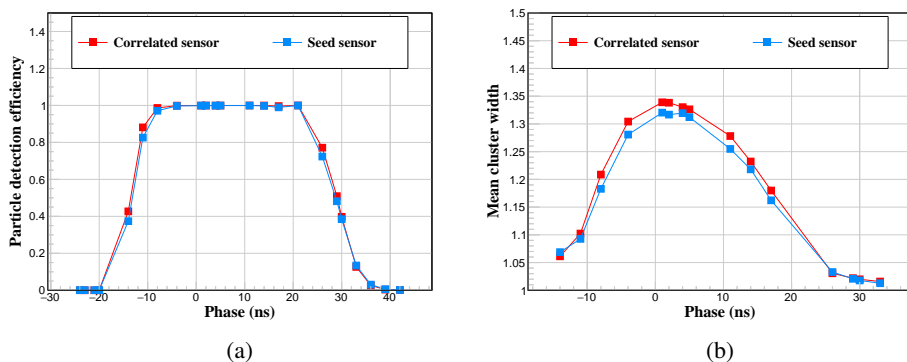 Correlated sensor
Seed sensor
Particle detection efficiency
1.4
1.2
1
0.8
0.6
0.4
0.2
0
−30 −20 −10 0 10 20 30 40
Phase (ns)
(a)
Correlated sensor
Seed sensor
Mean cluster width
1.5
1.45
1.4
1.35
1.3
1.25
1.2
1.15
1.1
1.05
1
−10 0 10 20 30
Phase (ns)
(b)